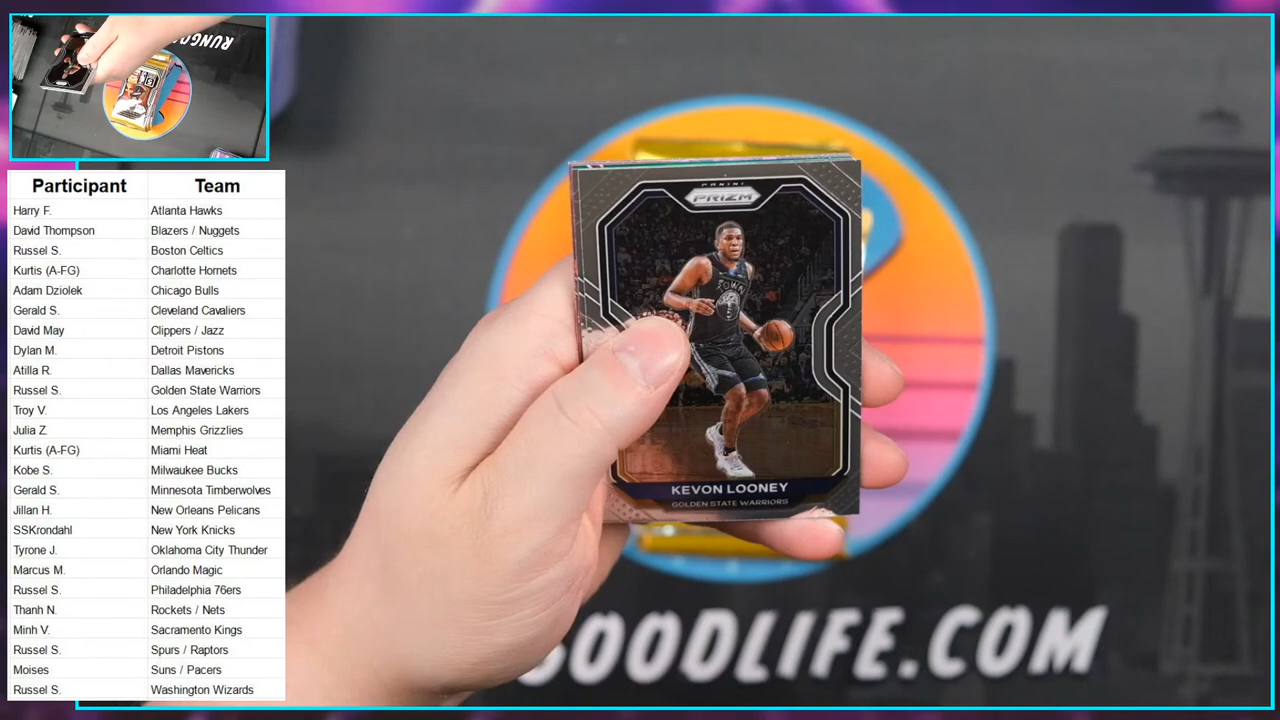 RUNGOO
Participant Team
Harry F. Atlanta Hawks
David Thompson Blazers / Nuggets
Russel S. Boston Celtics
Kurtis (A-FG) Charlotte Hornets
Adam Dziolek Chicago Bulls
Gerald S. Cleveland Cavaliers
David May Clippers / Jazz
Dylan M. Detroit Pistons
Atilla R. Dallas Mavericks
Russel S. Golden State Warriors
Troy V. Los Angeles Lakers
Julia Z. Memphis Grizzlies
Kurtis (A-FG) Miami Heat
Kobe S. Milwaukee Bucks
Gerald S. Minnesota Timberwolves
Jillan H. New Orleans Pelicans
SSKrondahl New York Knicks
Tyrone J. Oklahoma City Thunder
Marcus M. Orlando Magic
Russel S. Philadelphia 76ers
Thanh N. Rockets / Nets
Minh V. Sacramento Kings
Russel S. Spurs / Raptors
Moises Suns / Pacers
Russel S. Washington Wizards
PANINI
PRIZM
TOWN
KEVON LOONEY
GOLDEN STATE WARRIORS
GOODLIFE.COM